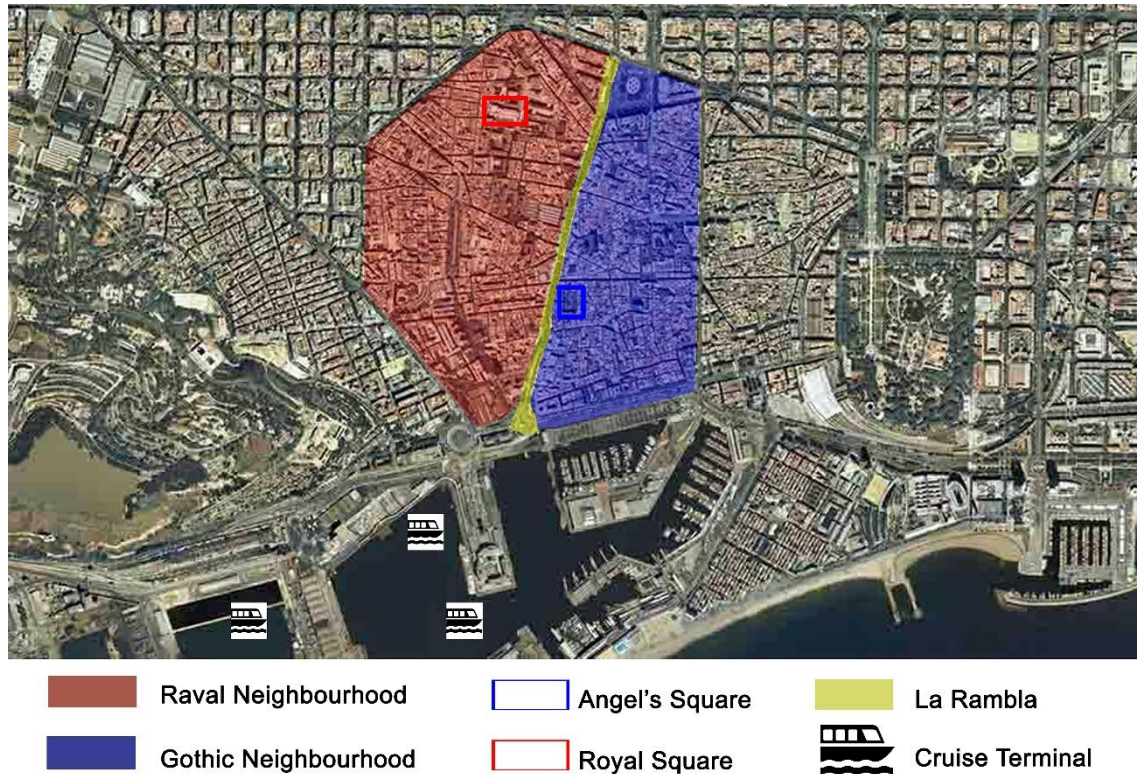 Raval Neighbourhood
Angel's Square
La Rambla
Gothic Neighbourhood
Royal Square
Cruise Terminal